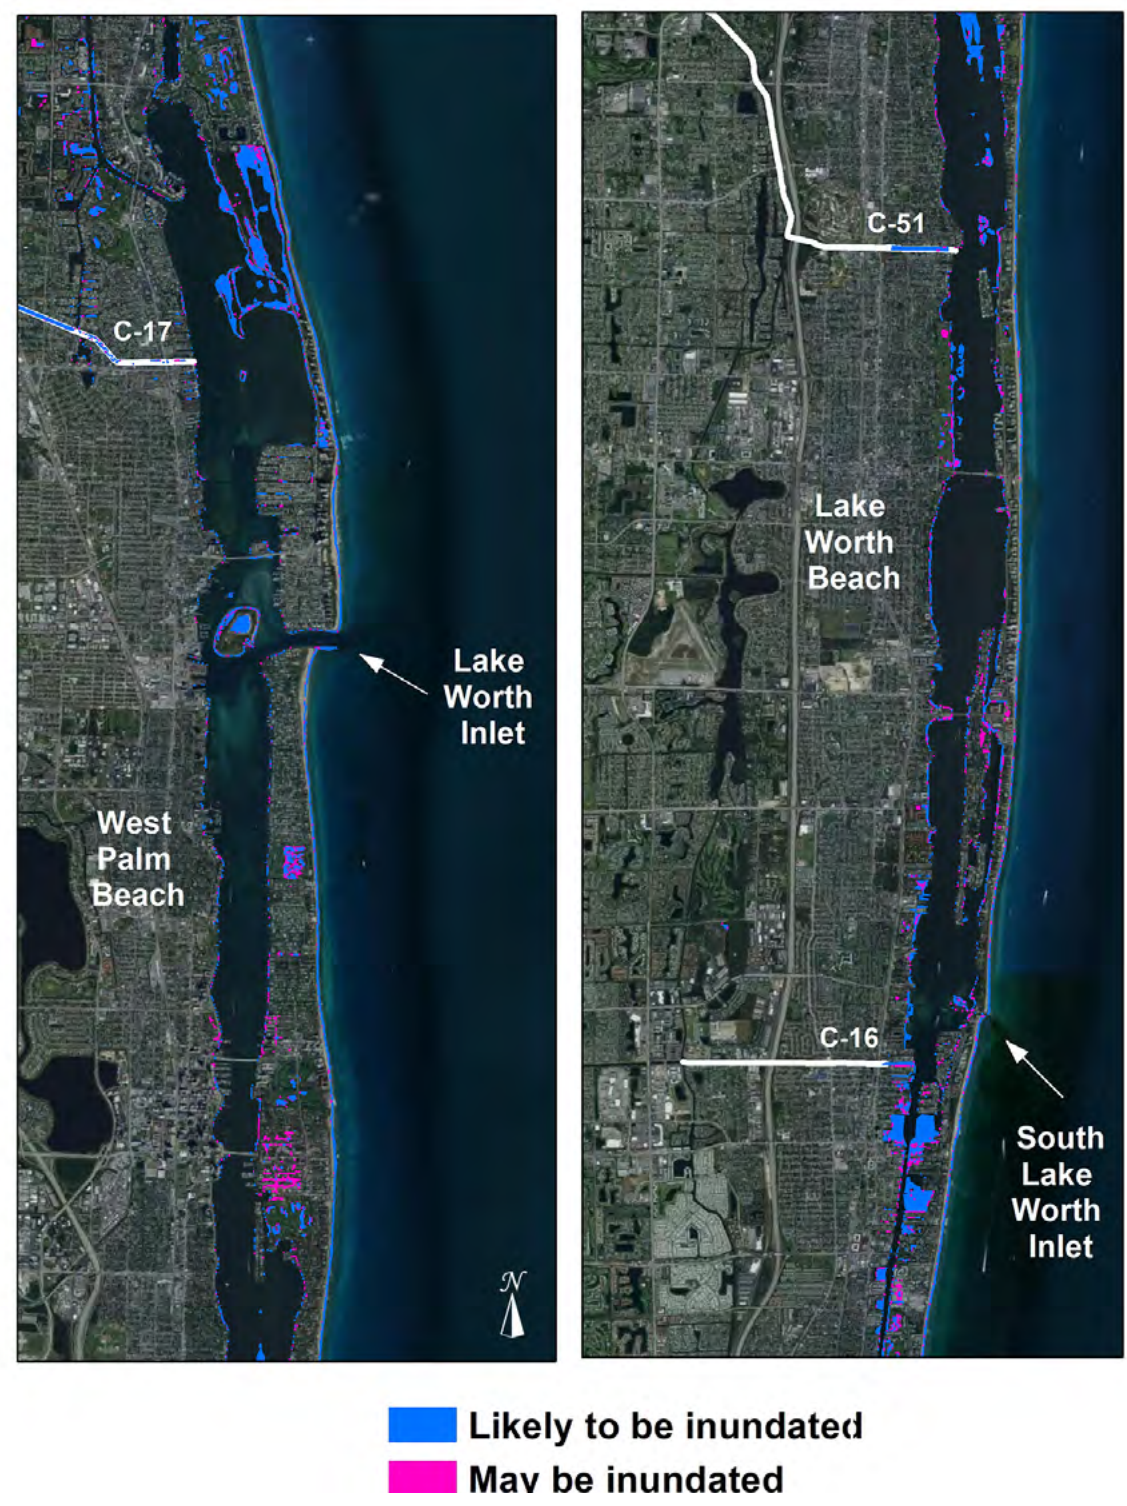 C-17
Lake
Worth
Inlet
West
Palm
Beach
N
C-51
Lake
Worth
Beach
C-16
South
Lake
Worth
Inlet
Likely to be inundated
May be inundated